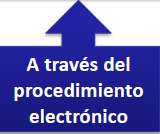 A través del
procedimiento
electrónico